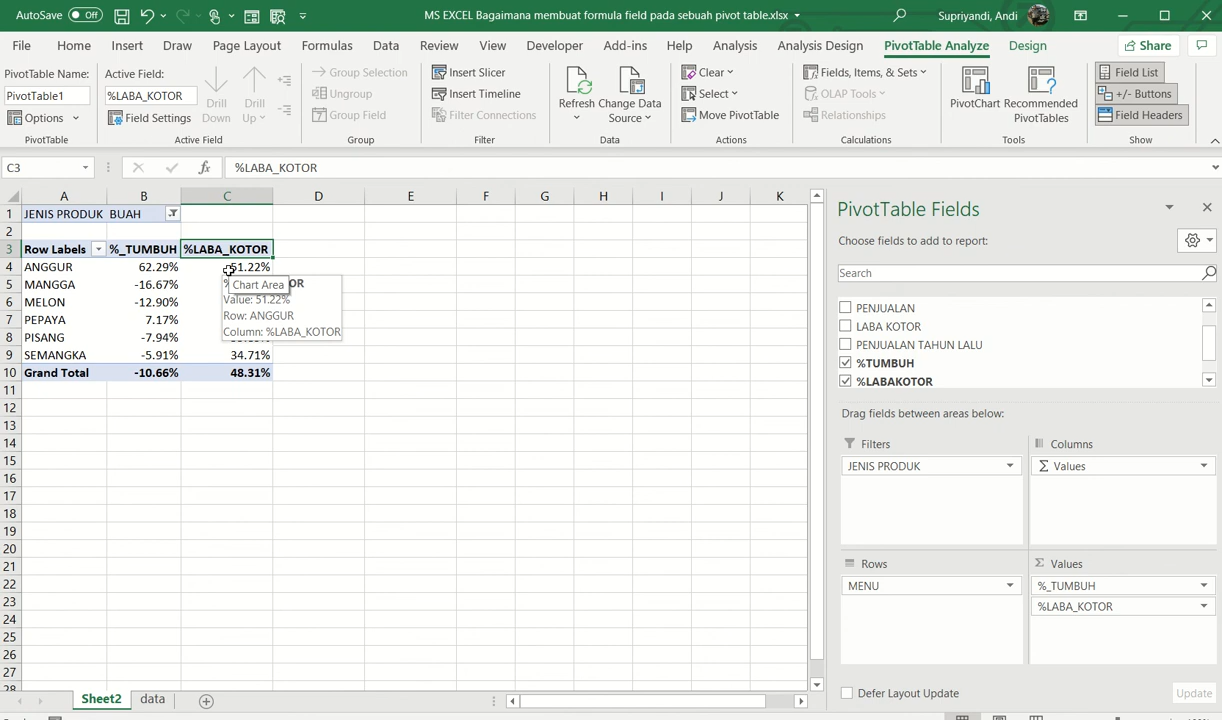 AutoSave Off MS EXCEL Bagaimana membuat formula field pada sebuah pivot table.xlsx Supriyandi, Andi
File Home Insert Draw Page Layout Formulas Data Review View Developer Add-ins Help Analysis Analysis Design PivotTable Analyze Design Share
PivotTable Name: Active Field: Group Selection Insert Slicer Clear Fields, Items, & Sets Field List
PivotTable1 %LABA_KOTOR Drill Down Drill Up Ungroup Insert Timeline Refresh Change Data Source Select OLAP Tools PivotChart Recommended PivotTables +/- Buttons
Options Field Settings Group Field Filter Connections Move PivotTable Relationships Field Headers
PivotTable Active Field Group Filter Data Actions Calculations Tools Show
C3 fx %LABA_KOTOR
A B C D E F G H I J K
1 JENIS PRODUK BUAH
2
3 Row Labels %_TUMBUH %LABA_KOTOR
4 ANGGUR 62.29% 51.22%
5 MANGGA -16.67%
6 MELON -12.90%
7 PEPAYA 7.17%
8 PISANG -7.94%
9 SEMANGKA -5.91% 34.71%
10 Grand Total -10.66% 48.31%
Chart Area
Value: 51.22%
Row: ANGGUR
Column: %LABA_KOTOR
11
12
13
14
15
16
17
18
19
20
21
22
23
24
25
26
27
28
Sheet2 data
PivotTable Fields
Choose fields to add to report:
Search
PENJUALAN
LABA KOTOR
PENJUALAN TAHUN LALU
%TUMBUH
%LABAKOTOR
Drag fields between areas below:
Filters Columns
JENIS PRODUK Σ Values
Rows Σ Values
MENU %_TUMBUH
%LABA_KOTOR
Defer Layout Update Update